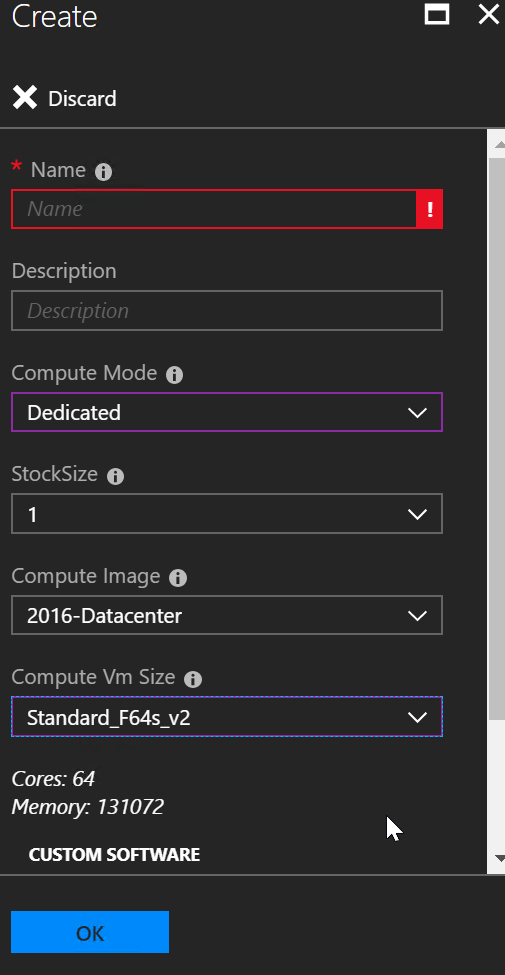 Create
Discard
* Name
Name
!
Description
Description
Compute Mode
Dedicated
StockSize
1
Compute Image
2016-Datacenter
Compute Vm Size
Standard_F64s_v2
Cores: 64
Memory: 131072
CUSTOM SOFTWARE
OK